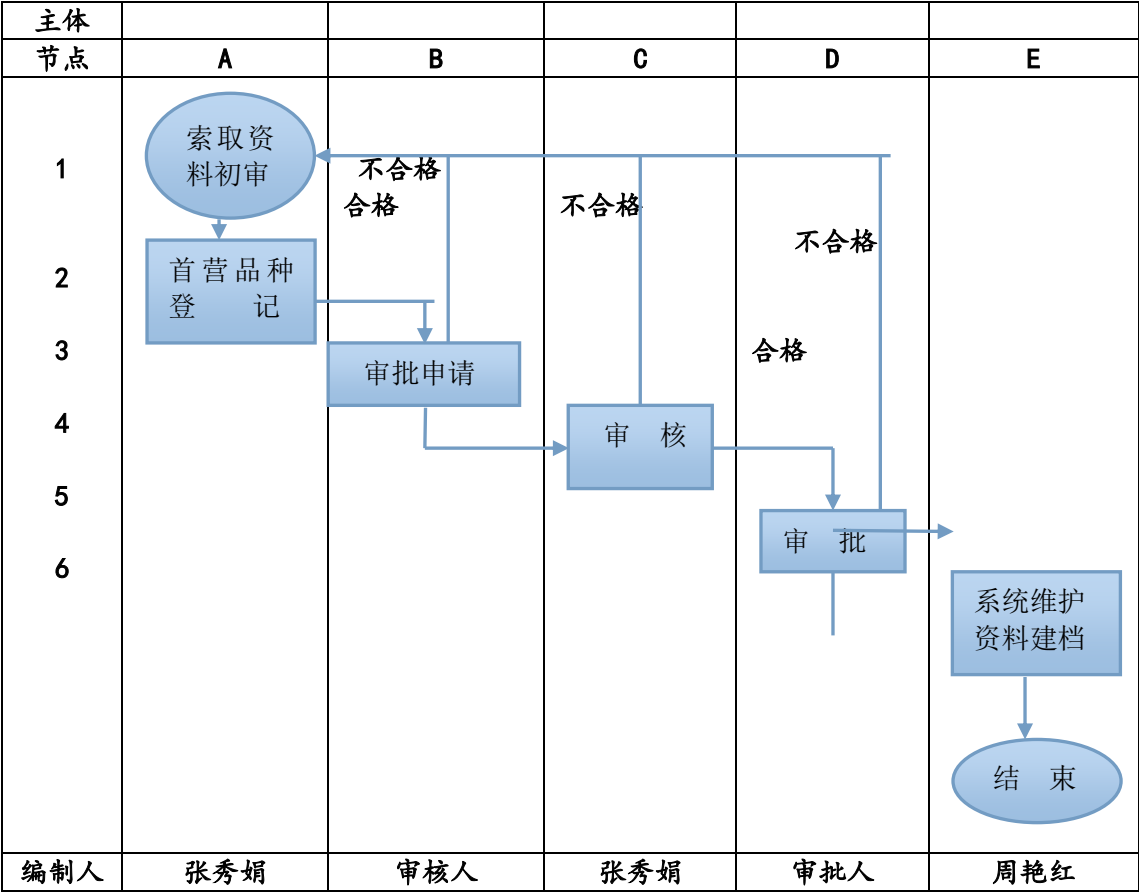 主体
节点 A B C D E
索取资
料初审
1
不合格
合格
不合格
不合格
首营品种
登 记
2
3
合格
审批申请
4
审 核
5
审 批
6
系统维护
资料建档
结 束
编制人 张秀娟 审核人 张秀娟 审批人 周艳红